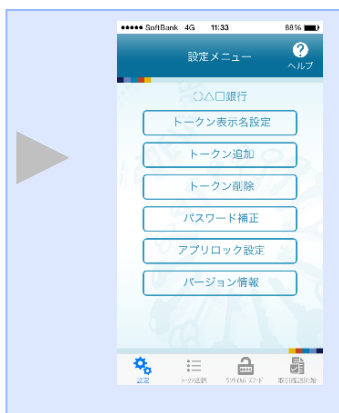 ●●●●● SoftBank 4G 11:33 88%
設定メニュー
ヘルプ
○△□銀行
トークン表示名設定
トークン追加
トークン削除
パスワード補正
アプリロック設定
バージョン情報
設定